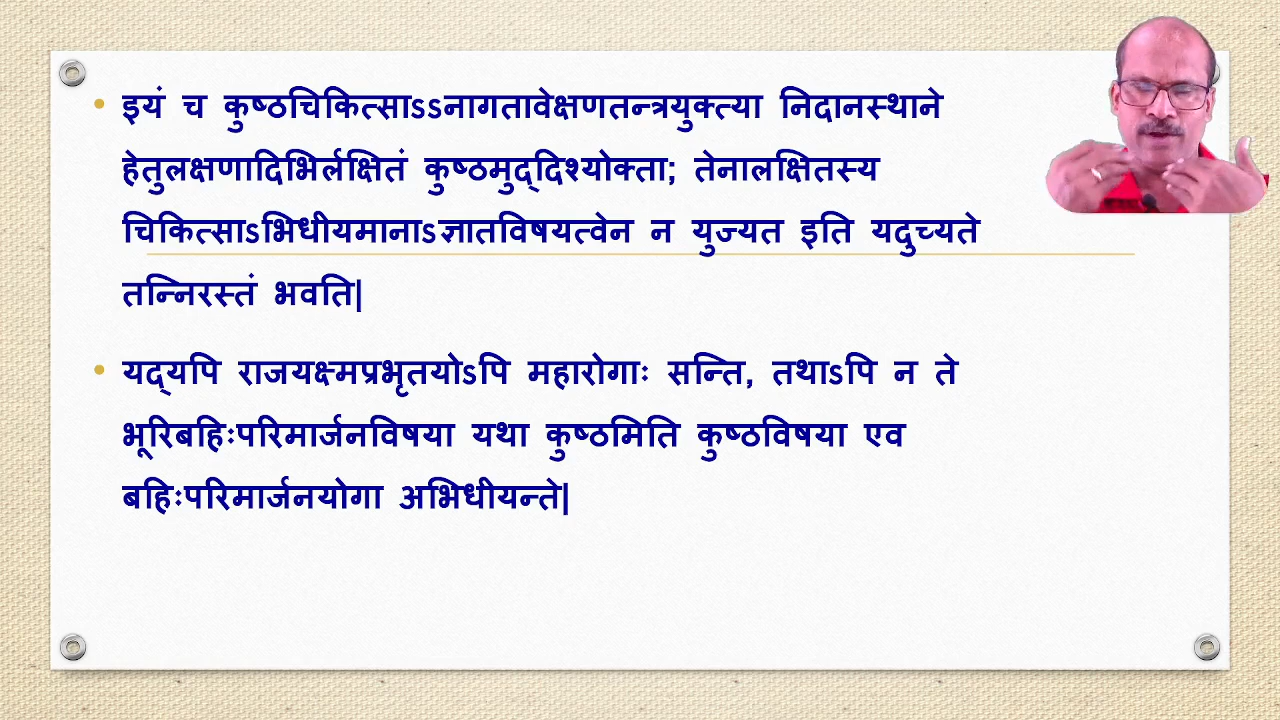 इयं च कुष्ठचिकित्साऽऽनागतावेक्षणतन्त्रयुक्त्या निदानस्थाने
हेतुलक्षणादिभिर्लक्षितं कुष्ठमुद्दिश्योक्ता; तेनालक्षितस्य
चिकित्साऽभिधीयमानाऽज्ञातविषयत्वेन न युज्यत इति यदुच्यते
तन्निरस्तं भवति|
यद्यपि राजयक्ष्मप्रभृतयोऽपि महारोगाः सन्ति, तथाऽपि न ते
भूरिबहिःपरिमार्जनविषया यथा कुष्ठमिति कुष्ठविषया एव
बहिःपरिमार्जनयोगा अभिधीयन्ते|